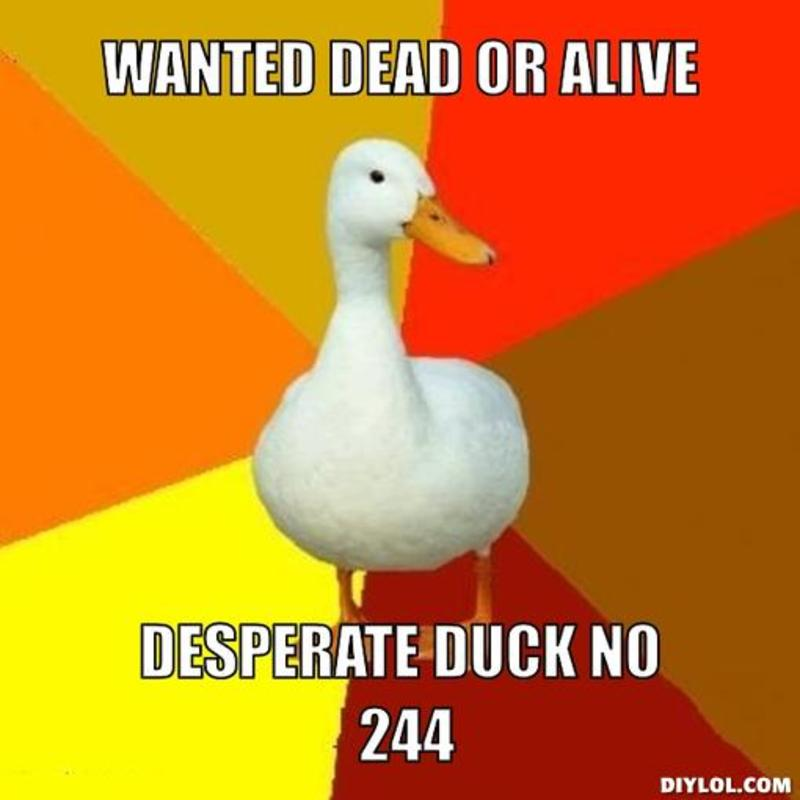 WANTED DEAD OR ALIVE
DESPERATE DUCK NO
244
DIYLOL.COM